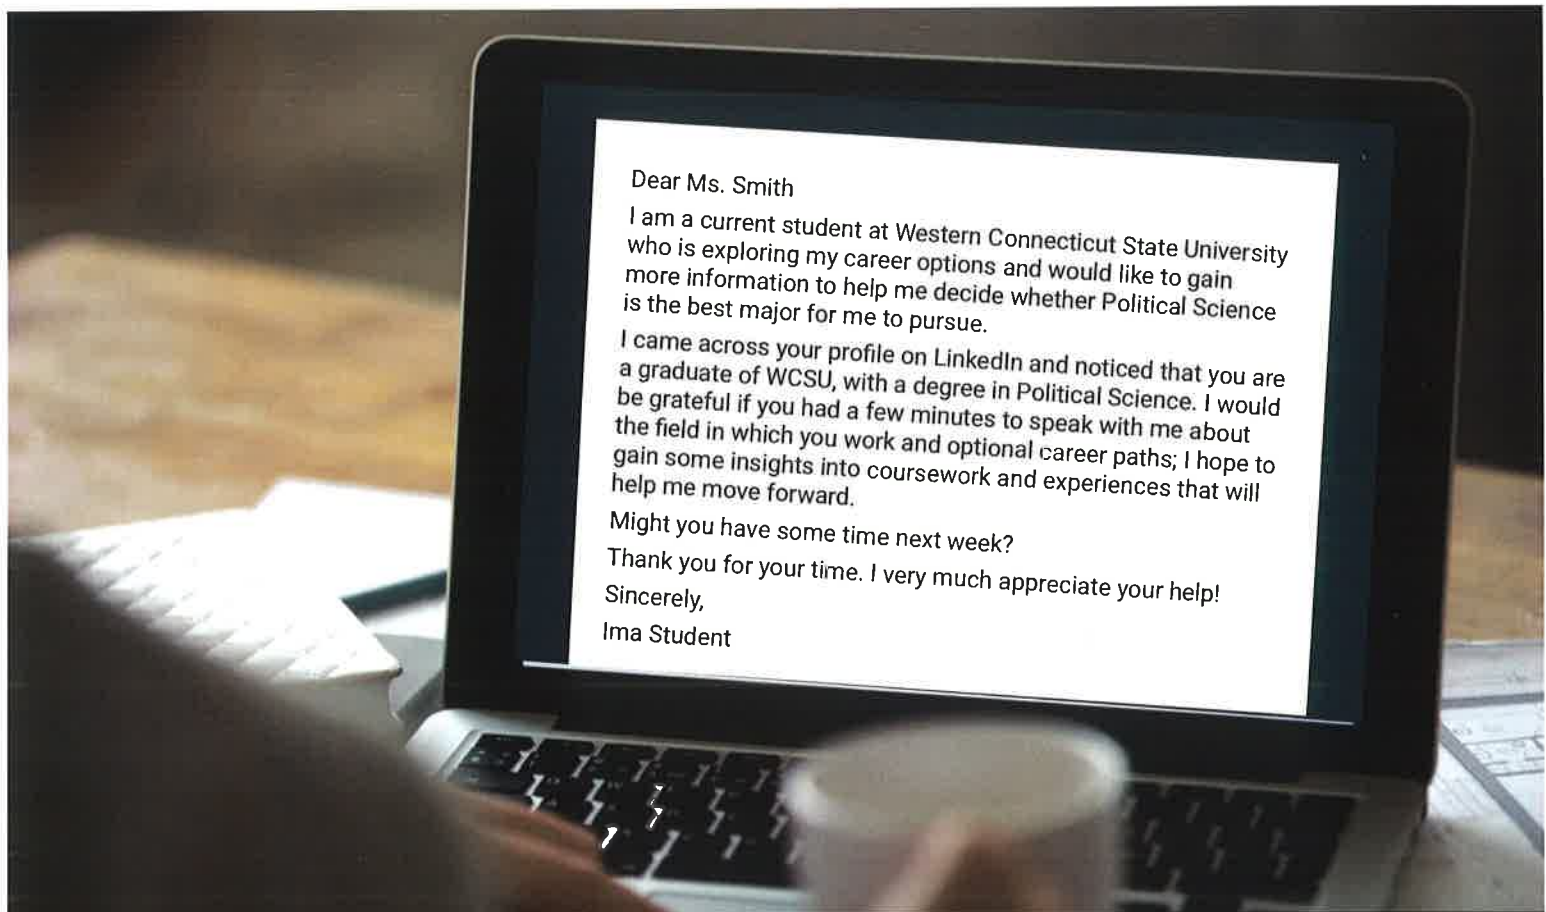 Dear Ms. Smith
I am a current student at Western Connecticut State University
who is exploring my career options and would like to gain
more information to help me decide whether Political Science
is the best major for me to pursue.
I came across your profile on LinkedIn and noticed that you are
a graduate of WCSU, with a degree in Political Science. I would
be grateful if you had a few minutes to speak with me about
the field in which you work and optional career paths; I hope to
gain some insights into coursework and experiences that will
help me move forward.
Might you have some time next week?
Thank you for your time. I very much appreciate your help!
Sincerely,
Ima Student